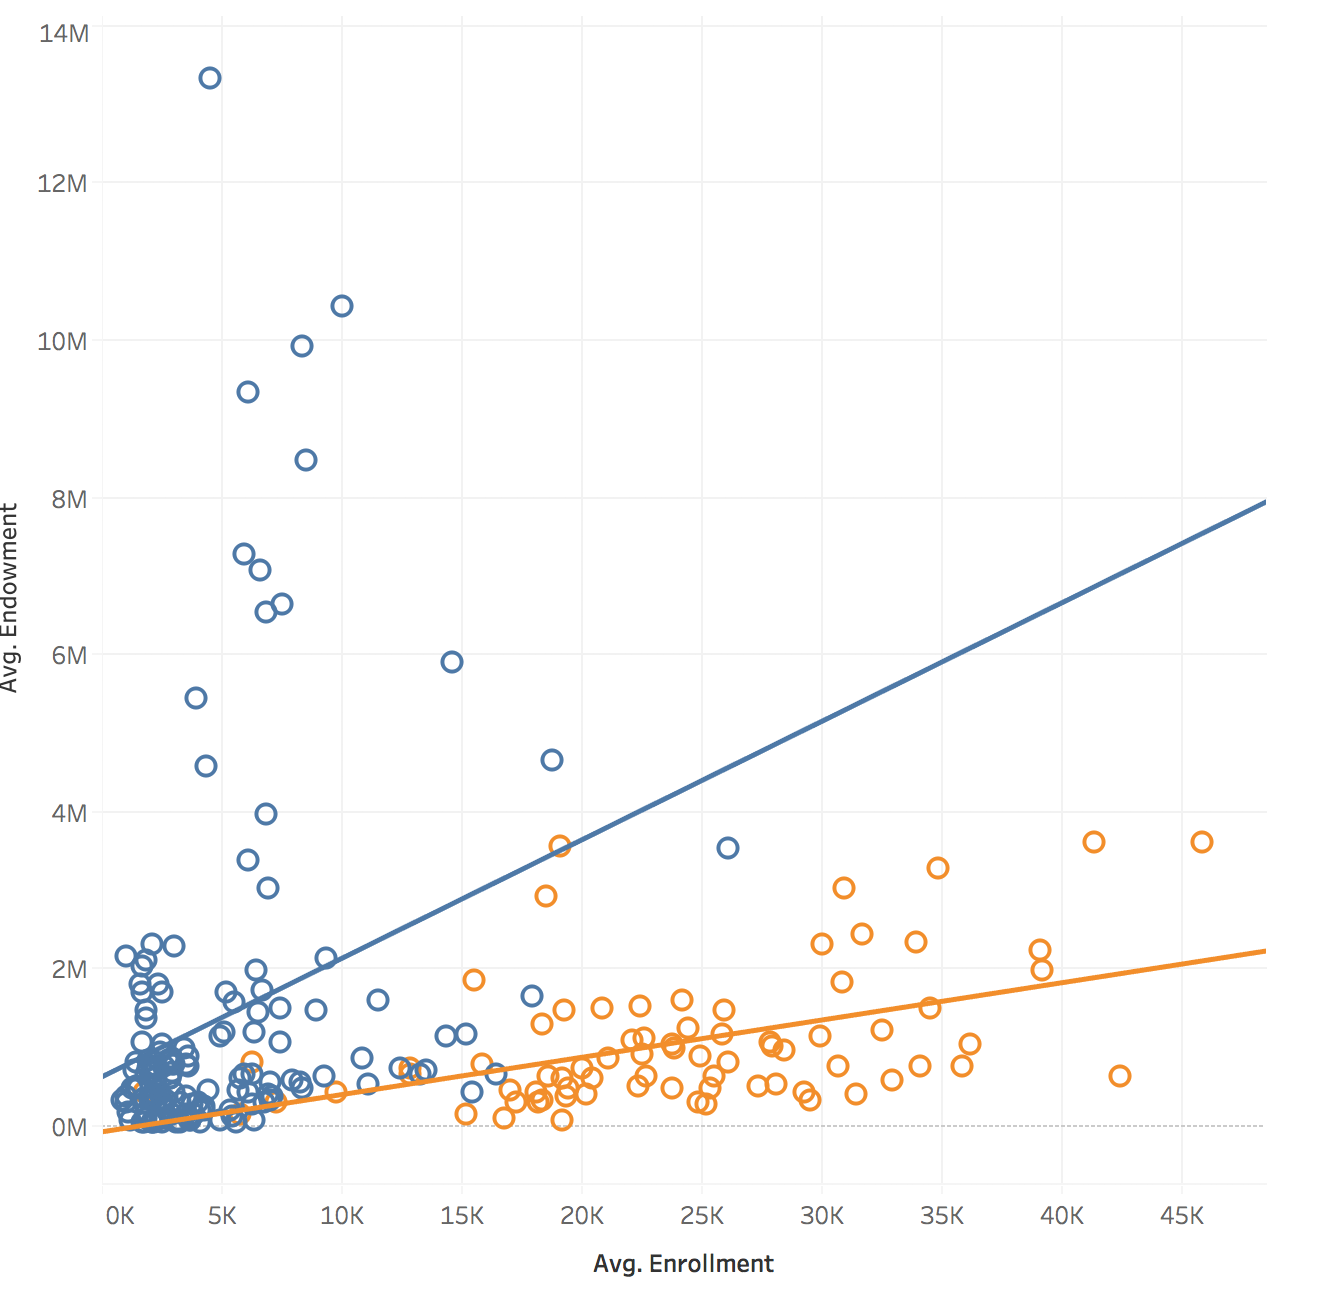 14M
12M
10M
8M
6M
4M
2M
0M
Avg. Endowment
0K 5K 10K 15K 20K 25K 30K 35K 40K 45K
Avg. Enrollment